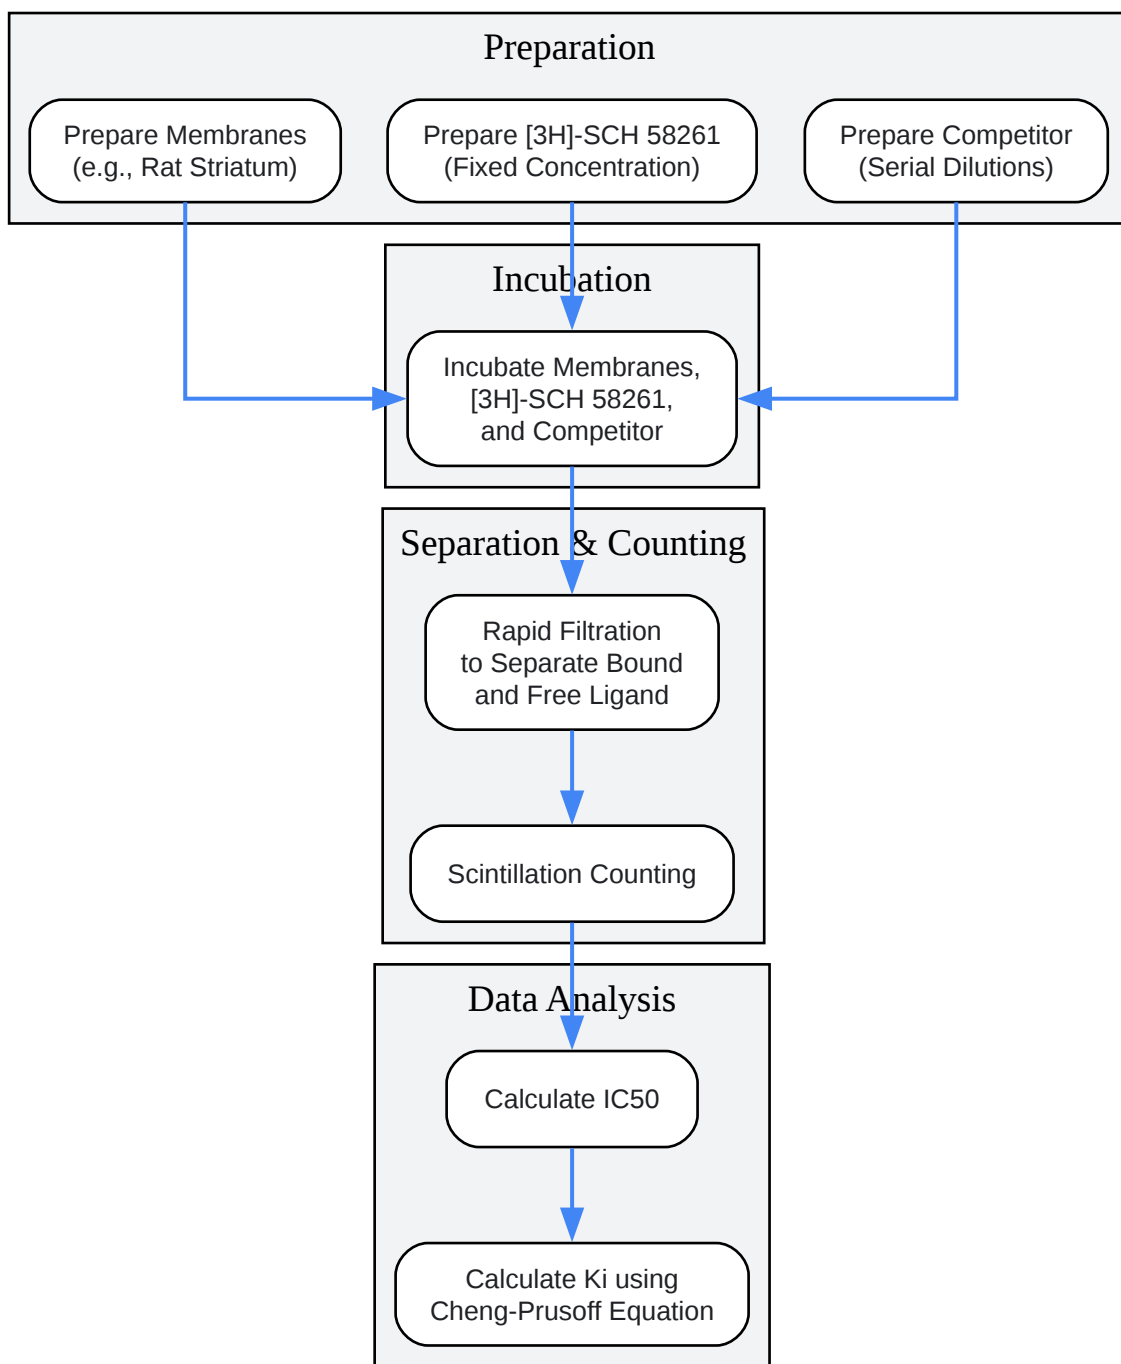 Preparation
Prepare Membranes
(e.g., Rat Striatum)
Prepare [3H]-SCH 58261
(Fixed Concentration)
Prepare Competitor
(Serial Dilutions)
Incubation
Incubate Membranes,
[3H]-SCH 58261,
and Competitor
Separation & Counting
Rapid Filtration
to Separate Bound
and Free Ligand
Scintillation Counting
Data Analysis
Calculate IC50
Calculate Ki using
Cheng-Prusoff Equation